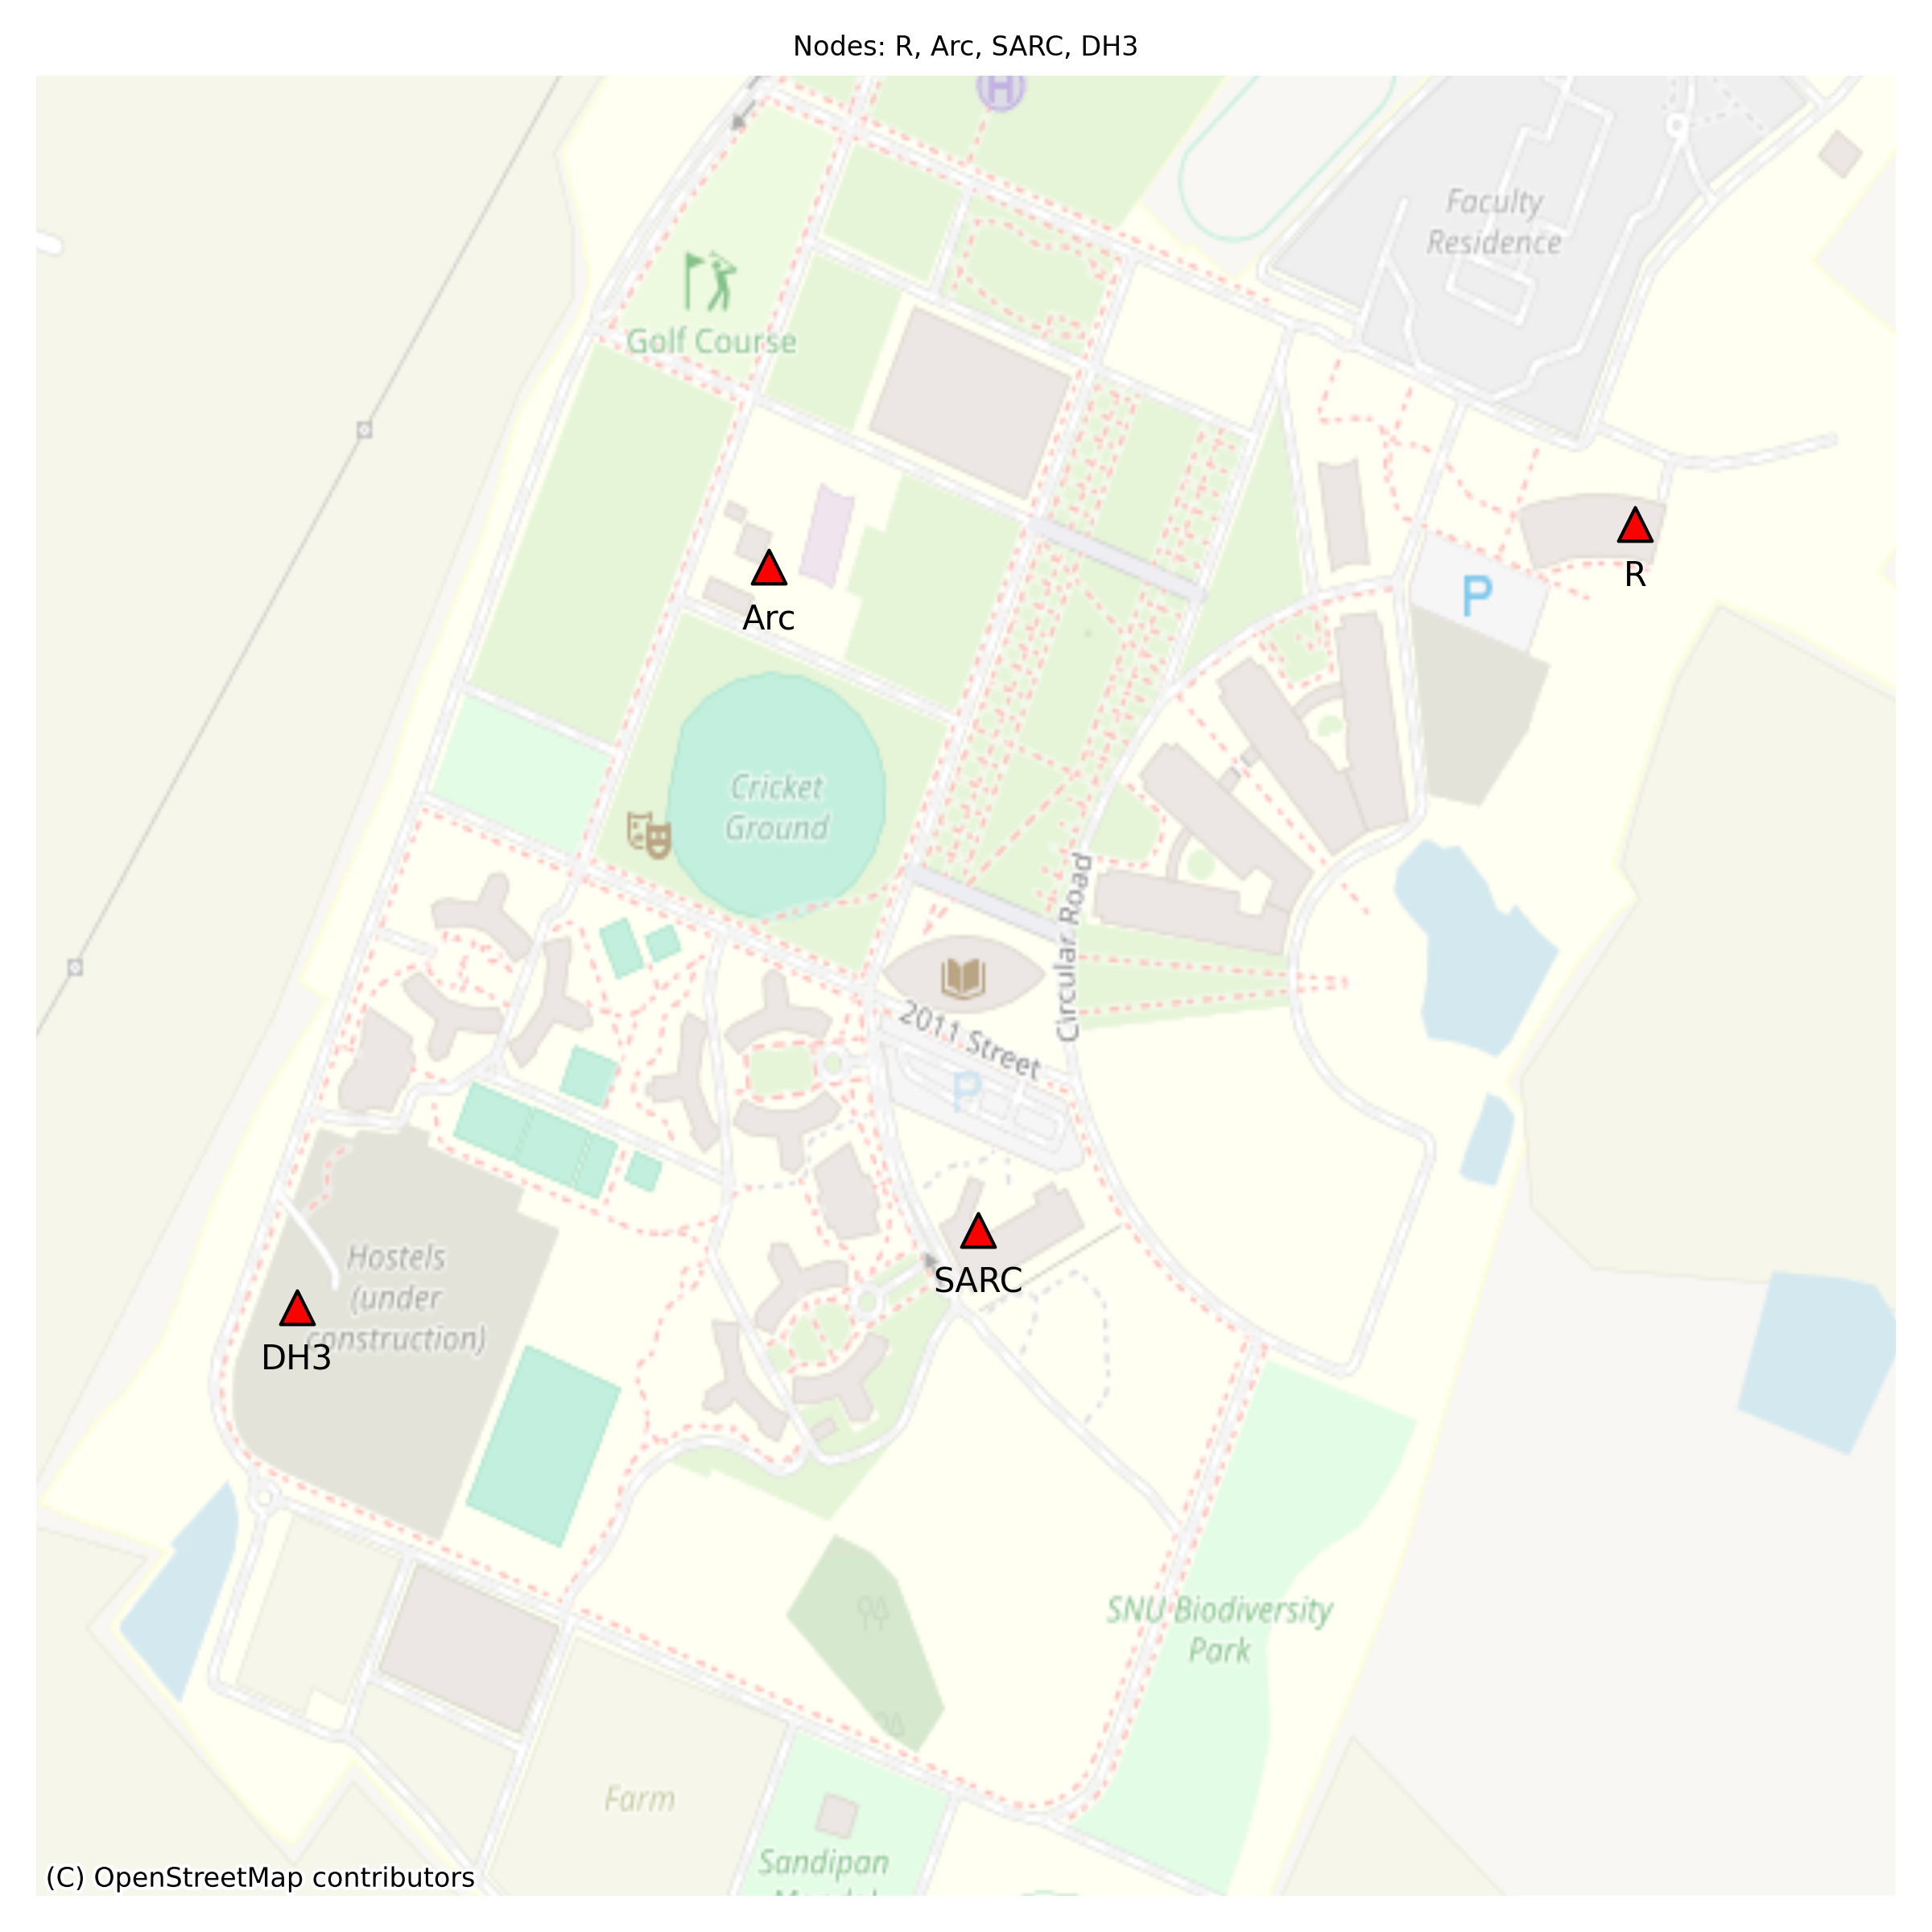 Nodes: R, Arc, SARC, DH3
H
Faculty
Residence
Golf Course
Arc
R
P
Cricket
Ground
Circular Road
2011 Street
P
SARC
Hostels
(under
construction)
DH3
SNU Biodiversity
Park
Farm
Sandipan
(C) OpenStreetMap contributors